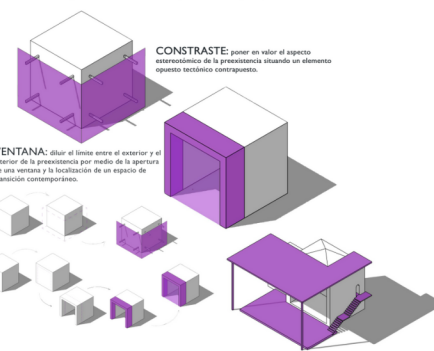 CONSTRASTE: poner en valor el aspecto
estereotómico de la preexistencia situando un elemento
opuesto tectónico contrapuesto.
VENTANA: diluir el límite entre el exterior y el
interior de la preexistencia por medio de la apertura
de una ventana y la localización de un espacio de
transición contemporáneo.